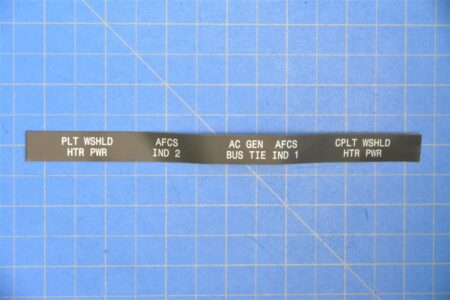 PLT WSHLD AFCS AC GEN AFCS CPLT WSHLD
HTR PWR IND 2 BUS TIE IND 1 HTR PWR